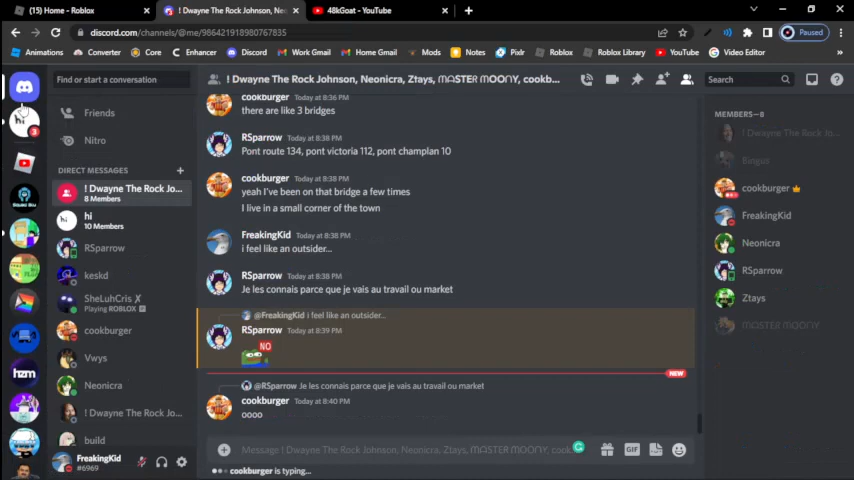 (15) Home - Roblox
Discord | ! Dwayne The Rock Johnson, Neo
48kGoat - YouTube
discord.com/channels/@me/986421918980767835
Paused
Animations
Converter
Core
Enhancer
Discord
Work Gmail
Home Gmail
Mods
Notes
Pixlr
Roblox
Roblox Library
YouTube
Video Editor
Find or start a conversation
! Dwayne The Rock Johnson, Neonicra, Ztays, MASTER MOONY, cookb...
Search
Friends
Nitro
DIRECT MESSAGES
! Dwayne The Rock Jo...
8 Members
hi
10 Members
RSparrow
keskd
SheLuhCris
Playing ROBLOX
cookburger
Vwys
Neonicra
! Dwayne The Rock Jo...
build
FreakingKid
#6969
hi
3
hzm
cookburger Today at 8:36 PM
there are like 3 bridges
RSparrow Today at 8:38 PM
Pont route 134, pont victoria 112, pont champlan 10
cookburger Today at 8:38 PM
yeah I've been on that bridge a few times
I live in a small corner of the town
FreakingKid Today at 8:38 PM
i feel like an outsider...
RSparrow Today at 8:38 PM
Je les connais parce que je vais au travail ou market
@FreakingKid i feel like an outsider...
RSparrow Today at 8:39 PM
NO
NEW
@RSparrow Je les connais parce que je vais au travail ou market
cookburger Today at 8:40 PM
oooo
Message ! Dwayne The Rock Johnson, Neonicra, Ztays, MASTER MOONY, cook
GIF
cookburger is typing...
MEMBERS—8
! Dwayne The Rock Jo...
Bingus
cookburger
FreakingKid
Neonicra
RSparrow
Ztays
MASTER MOONY